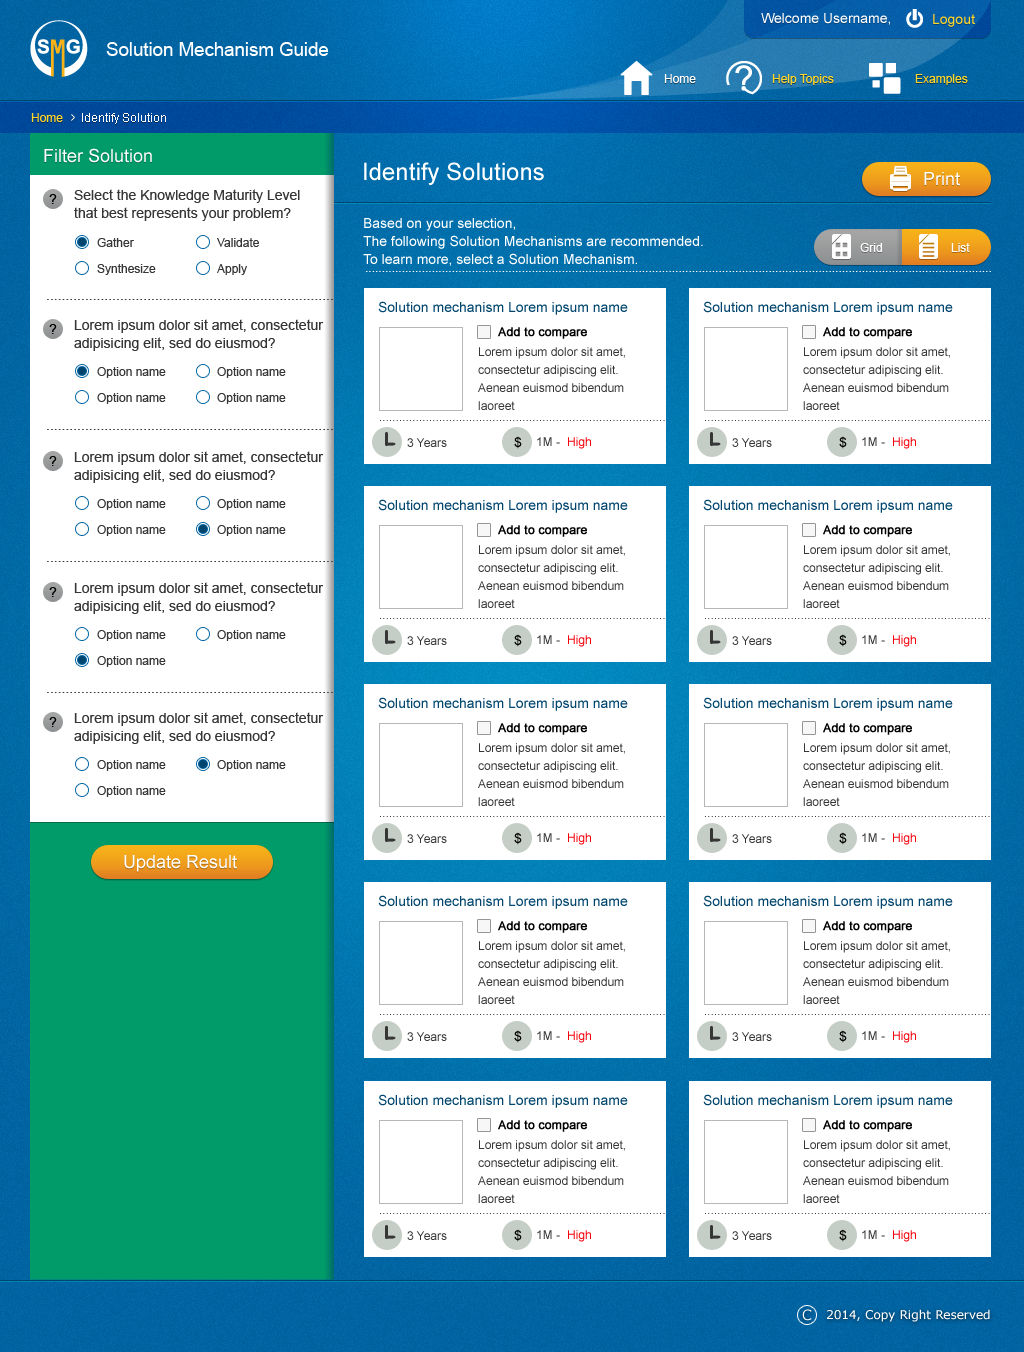 Welcome Username,
Logout
SMG
Solution Mechanism Guide
Home
Help Topics
Examples
Home > Identify Solution
Filter Solution
? Select the Knowledge Maturity Level
that best represents your problem?
Gather Validate
Synthesize Apply
? Lorem ipsum dolor sit amet, consectetur
adipisicing elit, sed do eiusmod?
Option name Option name
Option name Option name
? Lorem ipsum dolor sit amet, consectetur
adipisicing elit, sed do eiusmod?
Option name Option name
Option name Option name
? Lorem ipsum dolor sit amet, consectetur
adipisicing elit, sed do eiusmod?
Option name Option name
Option name
? Lorem ipsum dolor sit amet, consectetur
adipisicing elit, sed do eiusmod?
Option name Option name
Option name
Update Result
Identify Solutions
Print
Based on your selection,
The following Solution Mechanisms are recommended.
To learn more, select a Solution Mechanism.
Grid
List
Solution mechanism Lorem ipsum name
Add to compare
Lorem ipsum dolor sit amet,
consectetur adipiscing elit.
Aenean euismod bibendum
laoreet
3 Years $ 1M - High
Solution mechanism Lorem ipsum name
Add to compare
Lorem ipsum dolor sit amet,
consectetur adipiscing elit.
Aenean euismod bibendum
laoreet
3 Years $ 1M - High
Solution mechanism Lorem ipsum name
Add to compare
Lorem ipsum dolor sit amet,
consectetur adipiscing elit.
Aenean euismod bibendum
laoreet
3 Years $ 1M - High
Solution mechanism Lorem ipsum name
Add to compare
Lorem ipsum dolor sit amet,
consectetur adipiscing elit.
Aenean euismod bibendum
laoreet
3 Years $ 1M - High
Solution mechanism Lorem ipsum name
Add to compare
Lorem ipsum dolor sit amet,
consectetur adipiscing elit.
Aenean euismod bibendum
laoreet
3 Years $ 1M - High
Solution mechanism Lorem ipsum name
Add to compare
Lorem ipsum dolor sit amet,
consectetur adipiscing elit.
Aenean euismod bibendum
laoreet
3 Years $ 1M - High
Solution mechanism Lorem ipsum name
Add to compare
Lorem ipsum dolor sit amet,
consectetur adipiscing elit.
Aenean euismod bibendum
laoreet
3 Years $ 1M - High
Solution mechanism Lorem ipsum name
Add to compare
Lorem ipsum dolor sit amet,
consectetur adipiscing elit.
Aenean euismod bibendum
laoreet
3 Years $ 1M - High
Solution mechanism Lorem ipsum name
Add to compare
Lorem ipsum dolor sit amet,
consectetur adipiscing elit.
Aenean euismod bibendum
laoreet
3 Years $ 1M - High
Solution mechanism Lorem ipsum name
Add to compare
Lorem ipsum dolor sit amet,
consectetur adipiscing elit.
Aenean euismod bibendum
laoreet
3 Years $ 1M - High
© 2014, Copy Right Reserved